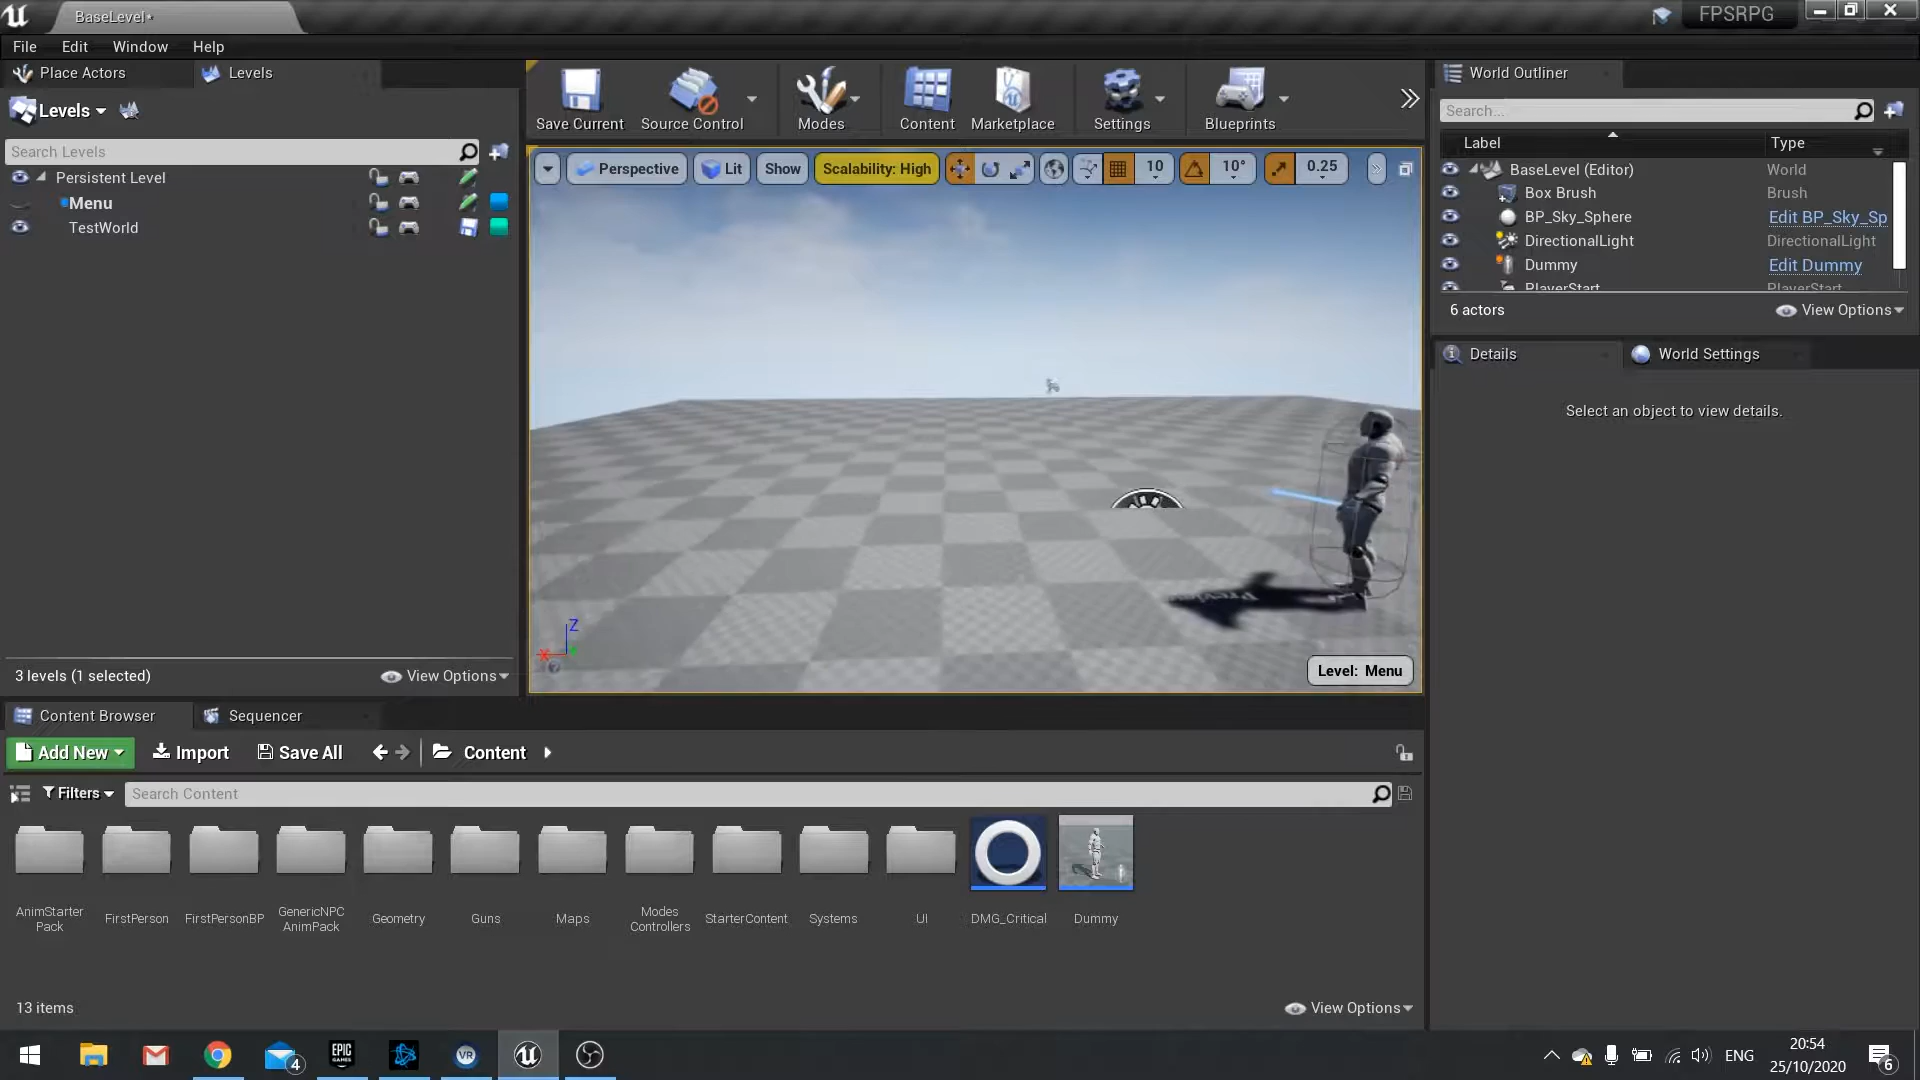 BaseLevel•
FPSRPG
File
Edit
Window
Help
Place Actors
Levels
World Outliner
Levels
Search Levels
Persistent Level
Menu
TestWorld
3 levels (1 selected)
View Options
Save Current
Source Control
Modes
Content
Marketplace
Settings
Blueprints
Perspective
Lit
Show
Scalability: High
10
10°
0.25
Z
X
Preview
Level: Menu
Search...
Label
Type
BaseLevel (Editor)
World
Box Brush
Brush
BP_Sky_Sphere
Edit BP_Sky_Sp
DirectionalLight
DirectionalLight
Dummy
Edit Dummy
PlayerStart
PlayerStart
6 actors
View Options
Details
World Settings
Select an object to view details.
Content Browser
Sequencer
Add New
Import
Save All
Content
Filters
Search Content
AnimStarter
Pack
FirstPerson
FirstPersonBP
GenericNPC
AnimPack
Geometry
Guns
Maps
Modes
Controllers
StarterContent
Systems
UI
DMG_Critical
Dummy
13 items
View Options
4
EPIC
GAMES
VR
ENG
20:54
25/10/2020
6